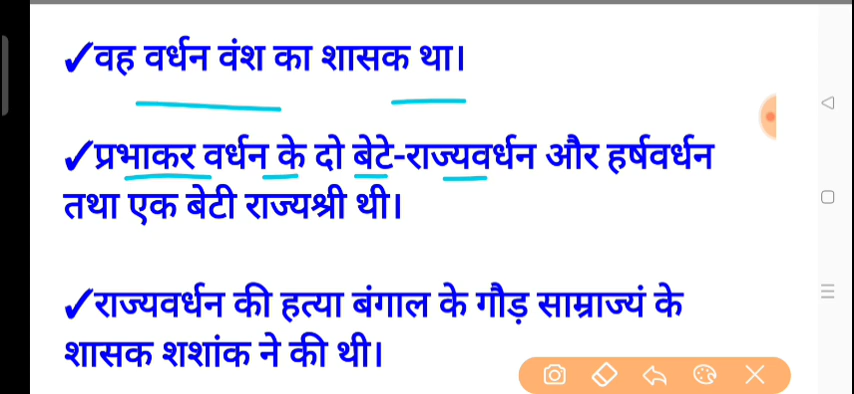 ✓वह वर्धन वंश का शासक था।
✓प्रभाकर वर्धन के दो बेटे-राज्यवर्धन और हर्षवर्धन
तथा एक बेटी राज्यश्री थी।
✓राज्यवर्धन की हत्या बंगाल के गौड़ साम्राज्यं के
शासक शशांक ने की थी।